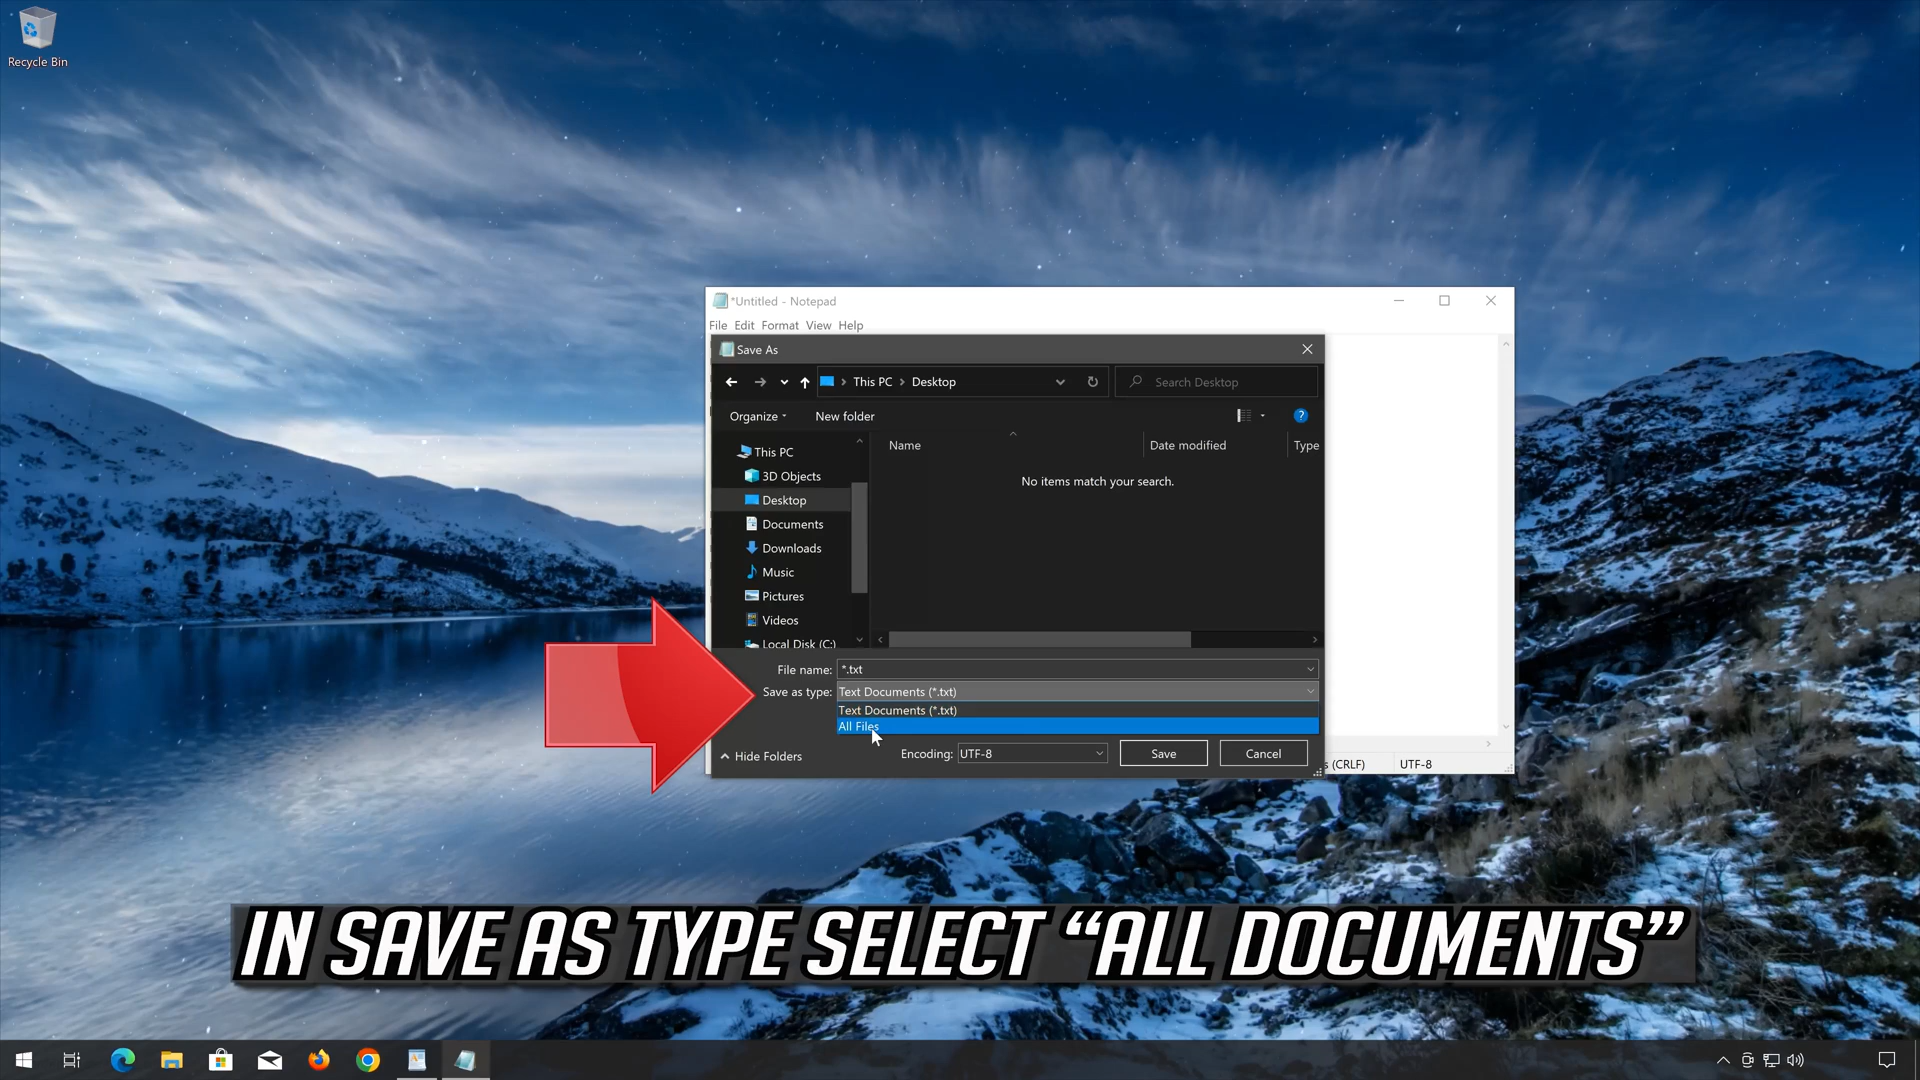 Recycle Bin
*Untitled - Notepad
File Edit Format View Help
Save As
This PC Desktop
Search Desktop
Organize New folder
Name Date modified Type
This PC
3D Objects
Desktop
Documents
Downloads
Music
Pictures
Videos
Local Disk (C:)
No items match your search.
File name: *.txt
Save as type: Text Documents (*.txt)
Text Documents (*.txt)
All Files
Hide Folders Encoding: UTF-8 Save Cancel
(CRLF) UTF-8
IN SAVE AS TYPE SELECT “ALL DOCUMENTS”